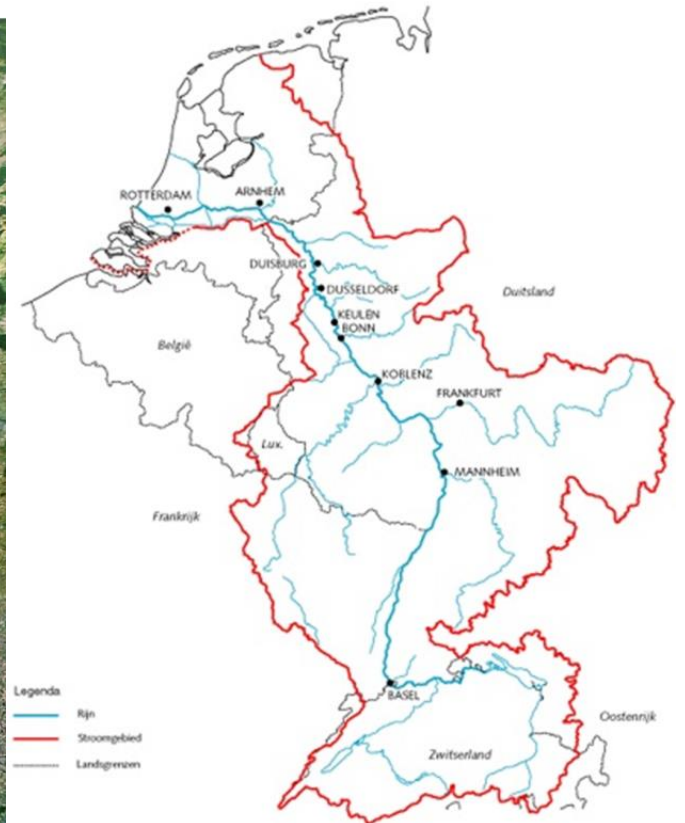 ROTTERDAM
ARNHEM
DUISBURG
DUSSELDORF
Duitsland
KEULEN
BONN
België
KOBLENZ
FRANKFURT
Lux.
MANNHEIM
Frankrijk
BASEL
Oostenrijk
Zwitserland
Legenda
Rijn
Stroomgebied
Landsgrenzen